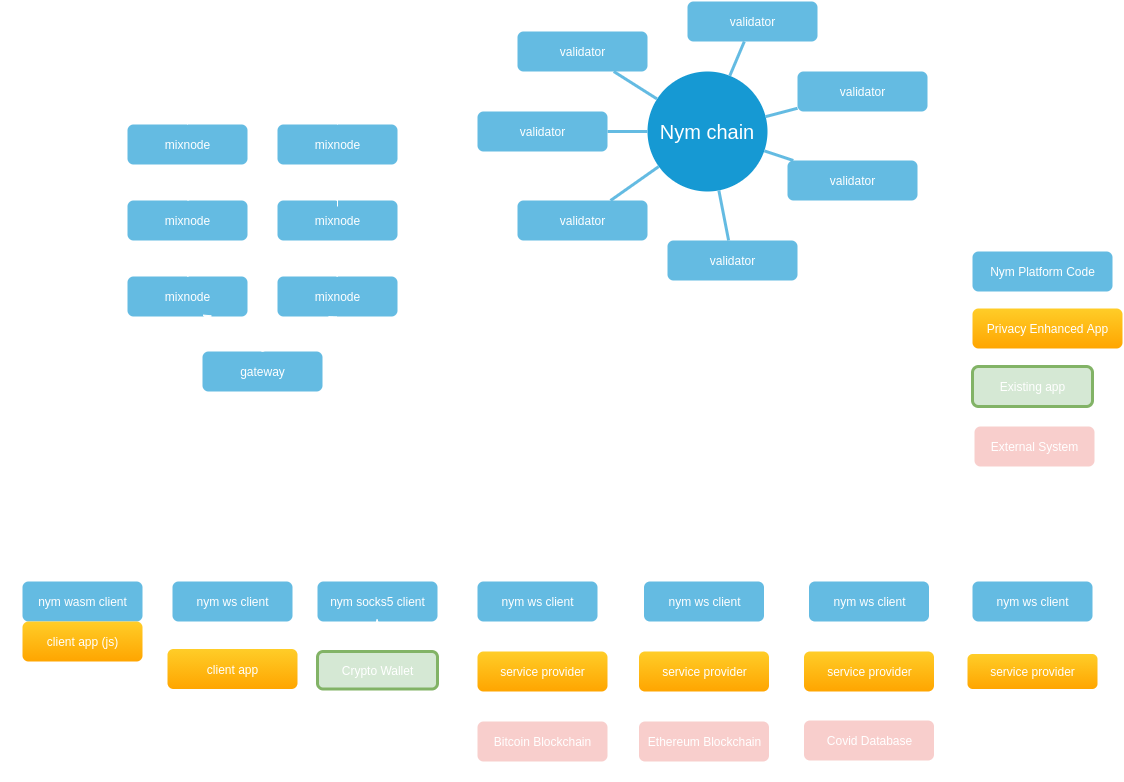 validator
validator
validator
mixnode
mixnode
validator
Nym chain
validator
mixnode
mixnode
validator
validator
mixnode
mixnode
gateway
Nym Platform Code
Privacy Enhanced App
Existing app
External System
nym wasm client
nym ws client
nym socks5 client
nym ws client
nym ws client
nym ws client
nym ws client
client app (js)
client app
Crypto Wallet
service provider
service provider
service provider
service provider
Bitcoin Blockchain
Ethereum Blockchain
Covid Database